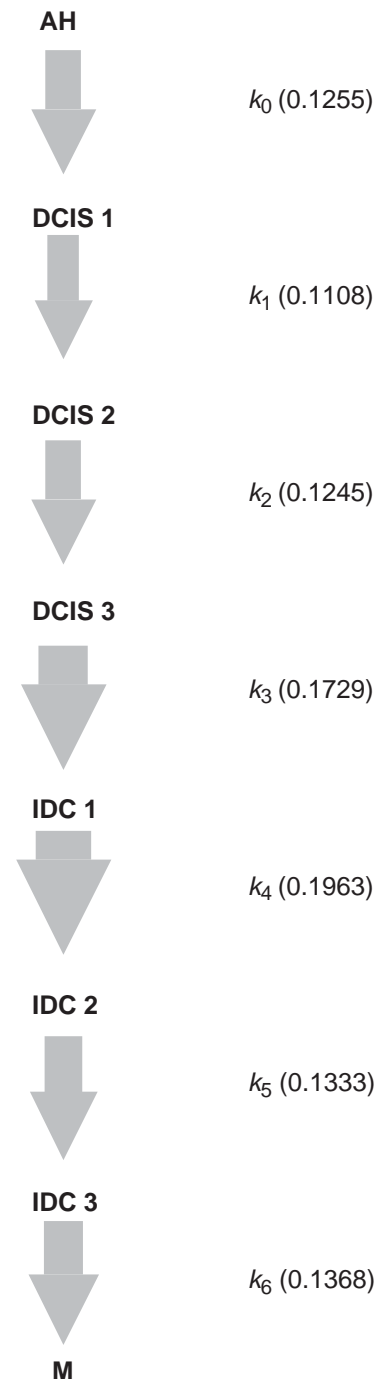 AH
k0 (0.1255)
DCIS 1
k1 (0.1108)
DCIS 2
k2 (0.1245)
DCIS 3
k3 (0.1729)
IDC 1
k4 (0.1963)
IDC 2
k5 (0.1333)
IDC 3
k6 (0.1368)
M